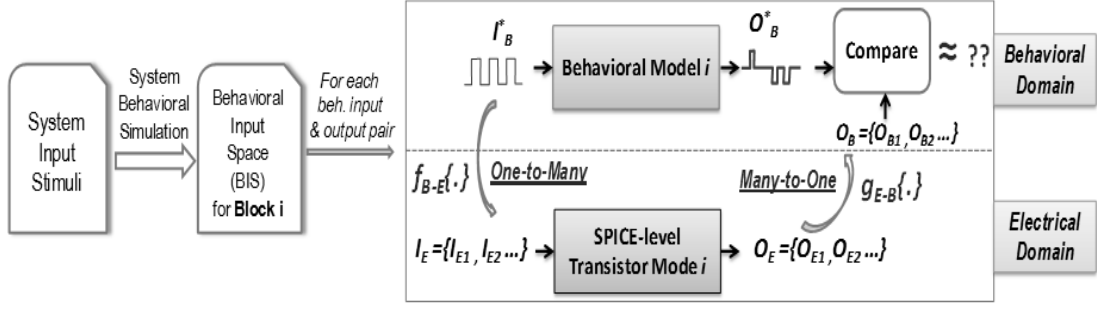 System
Input
Stimuli
System
Behavioral
Simulation
Behavioral
Input
Space
(BIS)
for Block i
For each
beh. input
& output pair
I*B
Behavioral Model i
O*B
Compare
≈ ??
Behavioral
Domain
OB ={OB1 ,OB2 ...}
fB-E{.}
One-to-Many
Many-to-One
gE-B{.}
IE ={IE1 , IE2 ...}
SPICE-level
Transistor Mode i
OE ={OE1,OE2 ...}
Electrical
Domain